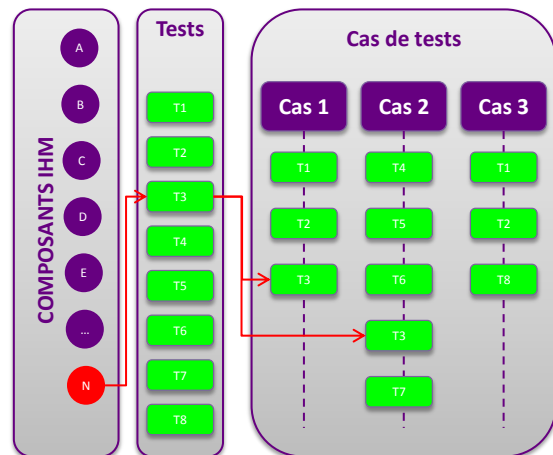 COMPOSANTS IHM
A
B
C
D
E
...
N
Tests
T1
T2
T3
T4
T5
T6
T7
T8
Cas de tests
Cas 1
T1
T2
T3
Cas 2
T4
T5
T6
T3
T7
Cas 3
T1
T2
T8